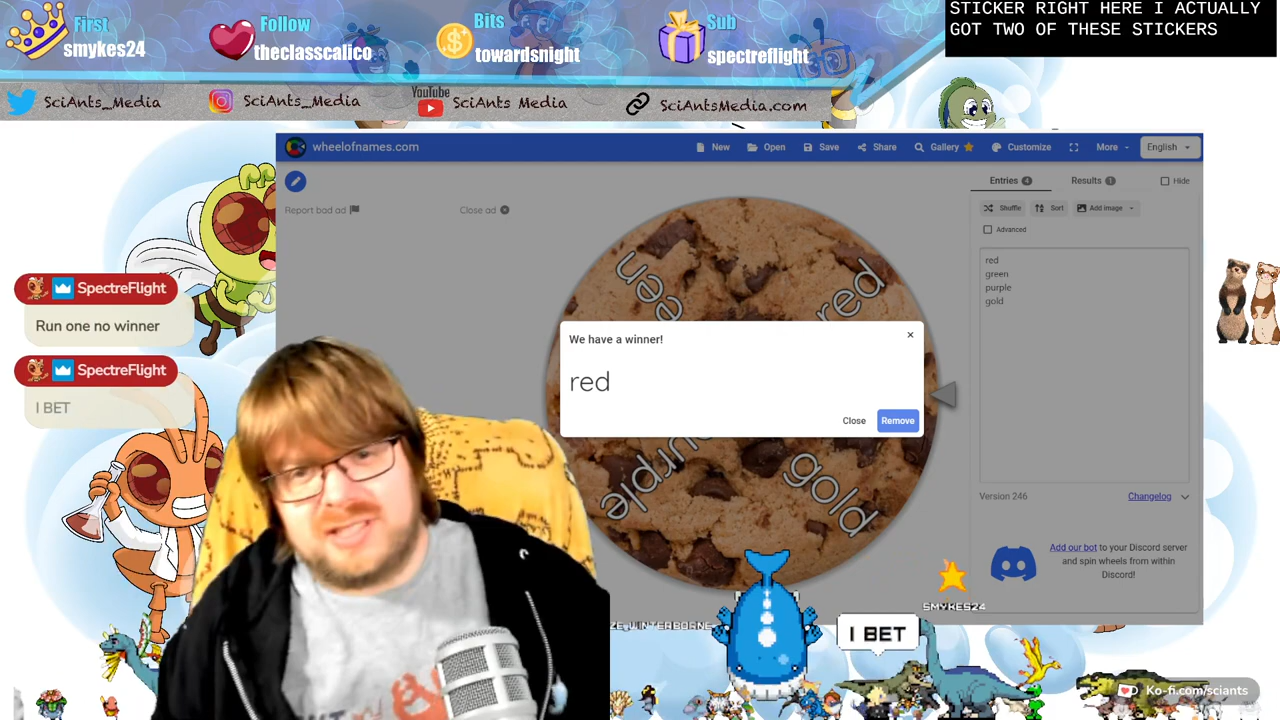 First
smykes24
Follow
theclasscalico
Bits
towardsnight
Sub
spectreflight
STICKER RIGHT HERE I ACTUALLY
GOT TWO OF THESE STICKERS
SciAnts_Media
SciAnts_Media
YouTube
SciAnts Media
SciAntsMedia.com
wheelofnames.com
New
Open
Save
Share
Gallery
Customize
More
English
Report bad ad
Close ad
Entries 4
Results 1
Hide
Shuffle
Sort
Add image
Advanced
red
green
purple
gold
red
purple
gold
We have a winner!
red
Close
Remove
Version 246
Changelog
Add our bot to your Discord server
and spin wheels from within
Discord!
SpectreFlight
Run one no winner
SpectreFlight
I BET
SMYKES24
I BET
Ko-fi.com/sciants